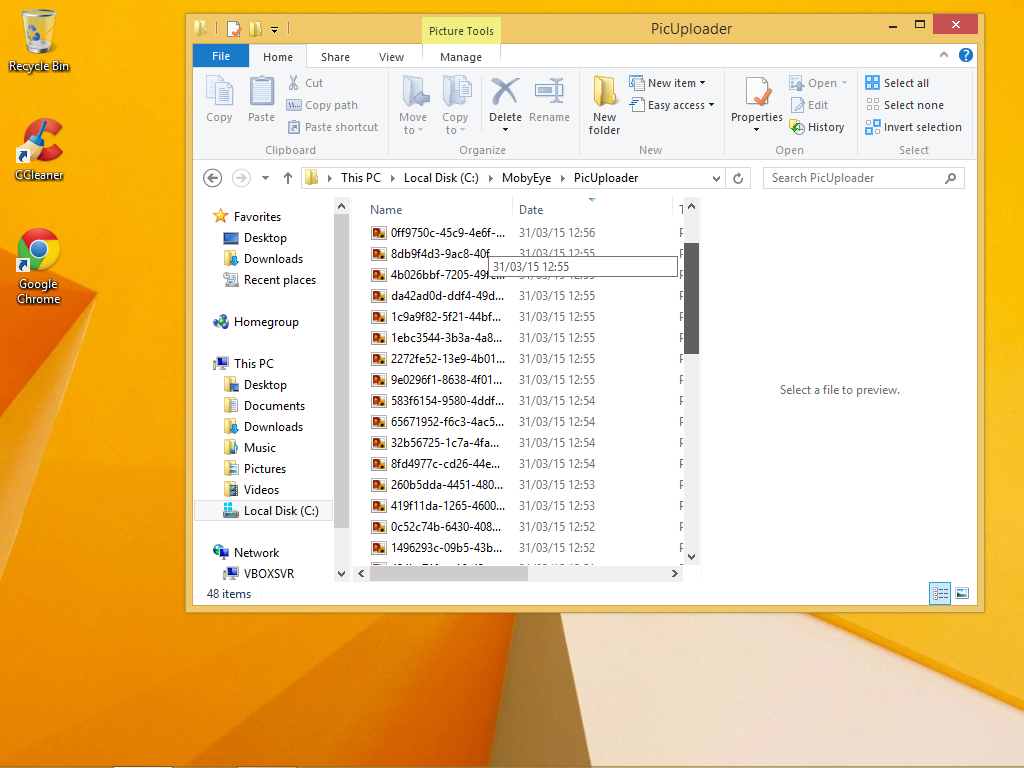 Recycle Bin
CCleaner
Google
Chrome
Picture Tools
PicUploader
File
Home
Share
View
Manage
Copy
Paste
Cut
Copy path
Paste shortcut
Clipboard
Move
to
Copy
to
Delete
Rename
Organize
New
folder
New item
Easy access
New
Properties
Open
Edit
History
Open
Select all
Select none
Invert selection
Select
This PC
Local Disk (C:)
MobyEye
PicUploader
Search PicUploader
Favorites
Desktop
Downloads
Recent places
Homegroup
This PC
Desktop
Documents
Downloads
Music
Pictures
Videos
Local Disk (C:)
Network
VBOXSVR
Name Date
0ff9750c-45c9-4e6f-... 31/03/15 12:56
8db9f4d3-9ac8-40f 31/03/15 12:55
31/03/15 12:55
4b026bbf-7205-49fe... 31/03/15 12:55
da42ad0d-ddf4-49d... 31/03/15 12:55
1c9a9f82-5f21-44bf... 31/03/15 12:55
1ebc3544-3b3a-4a8... 31/03/15 12:55
2272fe52-13e9-4b01... 31/03/15 12:55
9e0296f1-8638-4f01... 31/03/15 12:55
583f6154-9580-4ddf... 31/03/15 12:54
65671952-f6c3-4ac5... 31/03/15 12:54
32b56725-1c7a-4fa... 31/03/15 12:54
8fd4977c-cd26-44e... 31/03/15 12:54
260b5dda-4451-480... 31/03/15 12:53
419f11da-1265-4600... 31/03/15 12:53
0c52c74b-6430-408... 31/03/15 12:52
1496293c-09b5-43b... 31/03/15 12:52
Select a file to preview.
48 items